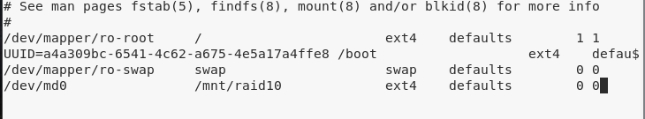 # See man pages fstab(5), findfs(8), mount(8) and/or blkid(8) for more info
#
/dev/mapper/ro-root     /                       ext4    defaults        1 1
UUID=a4a309bc-6541-4c62-a675-4e5a17a4ffe8 /boot                   ext4    defau$
/dev/mapper/ro-swap     swap                    swap    defaults        0 0
/dev/md0                /mnt/raid10             ext4    defaults        0 0